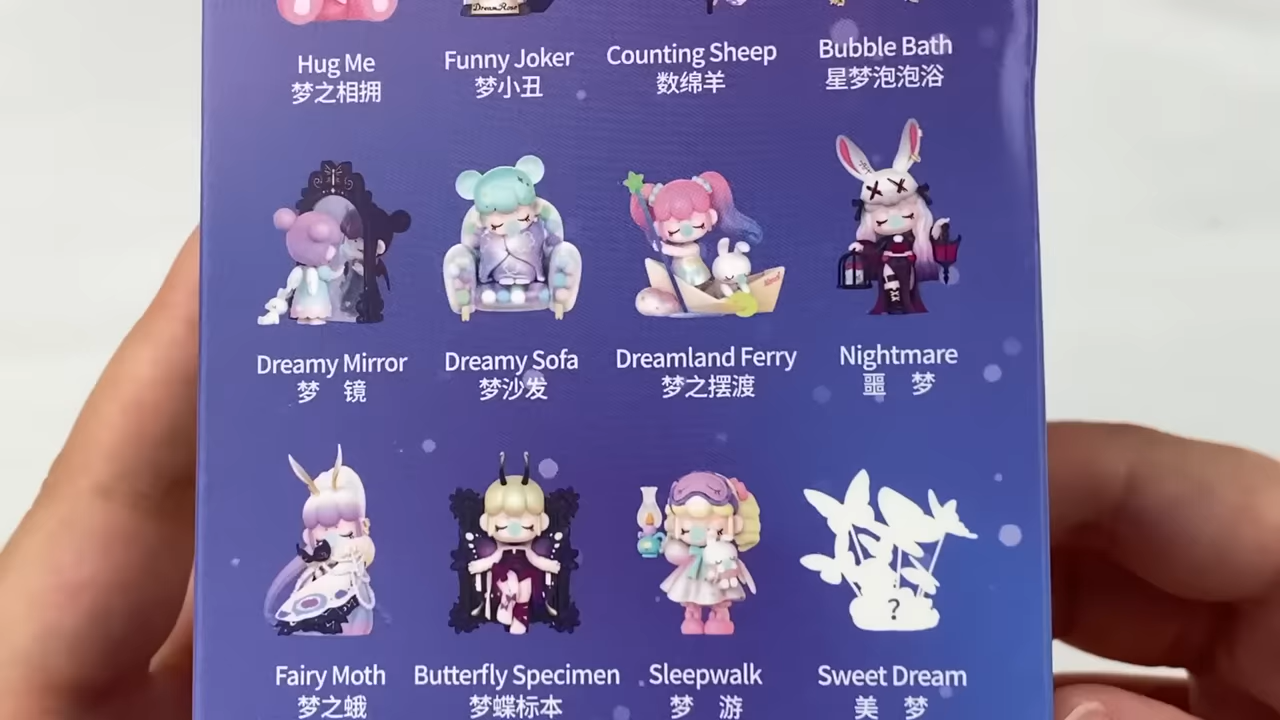 Dream Rose
Hug Me
梦之相拥
Funny Joker
梦小丑
Counting Sheep
数绵羊
Bubble Bath
星梦泡泡浴
Dreamy Mirror
梦 镜
Dreamy Sofa
梦沙发
Dreamland Ferry
梦之摆渡
Nightmare
噩 梦
?
Fairy Moth
梦之蛾
Butterfly Specimen
梦蝶标本
Sleepwalk
梦 游
Sweet Dream
美 梦